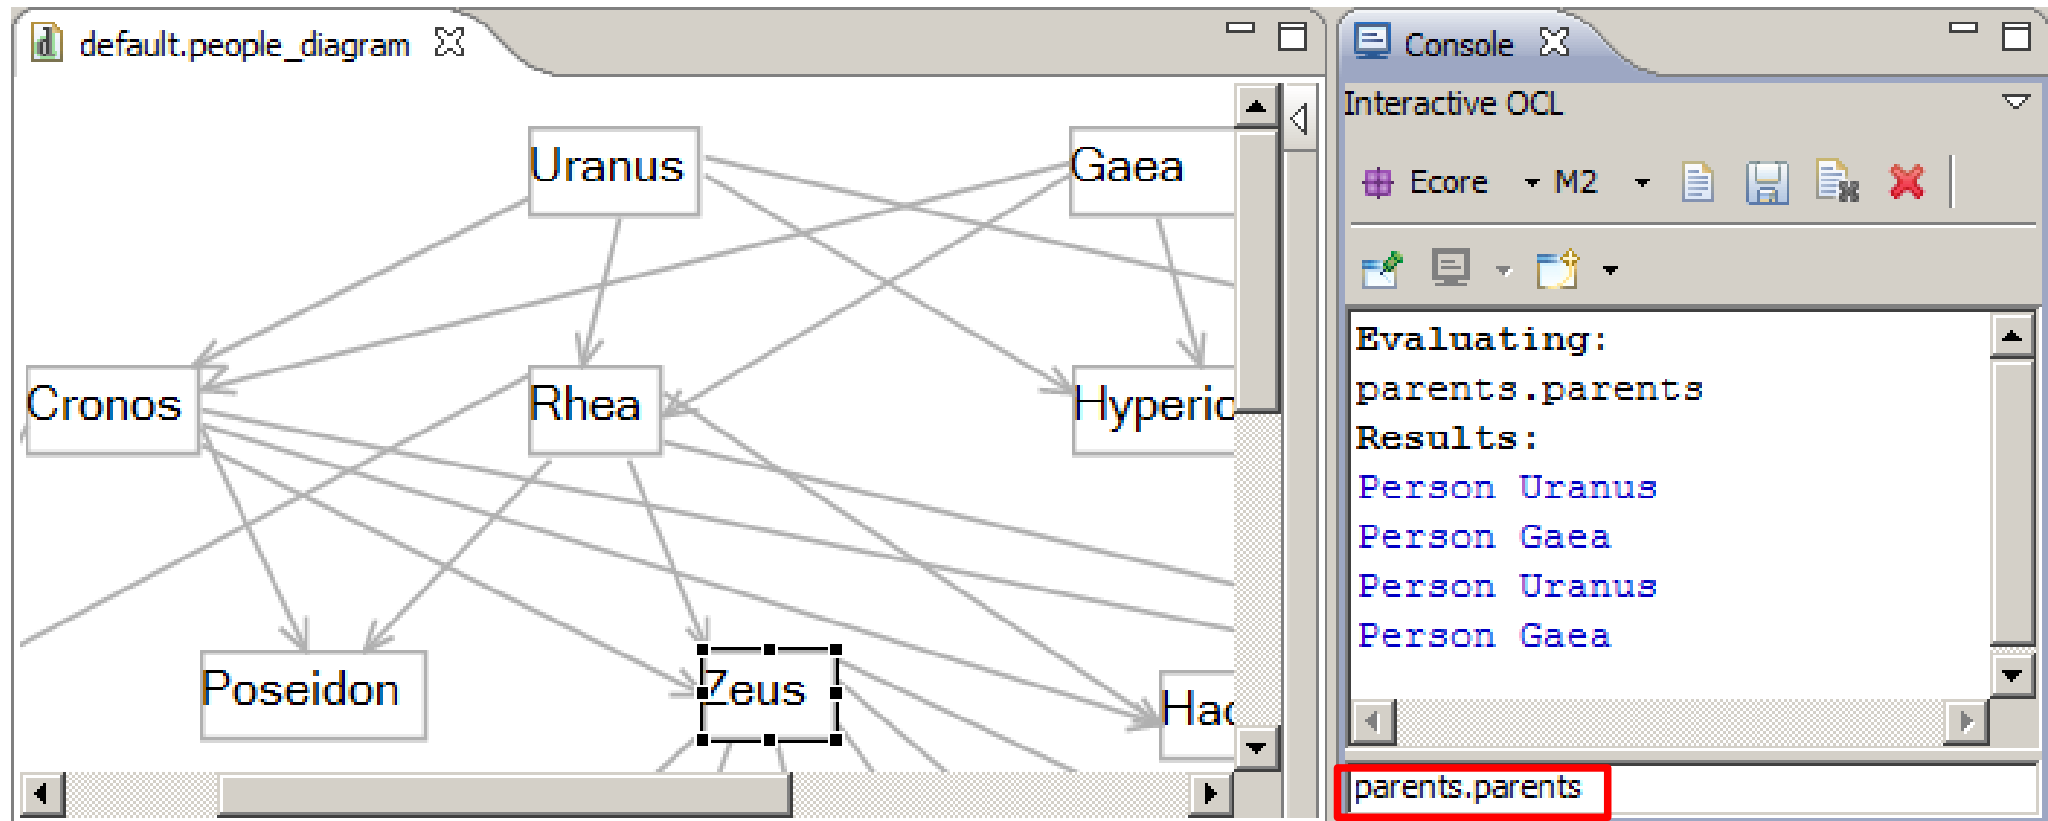 default.people_diagram
Uranus
Gaea
Cronos
Rhea
Hyperic
Poseidon
Zeus
Had
Console
Interactive OCL
Ecore M2
Evaluating:
parents.parents
Results:
Person Uranus
Person Gaea
Person Uranus
Person Gaea
parents.parents